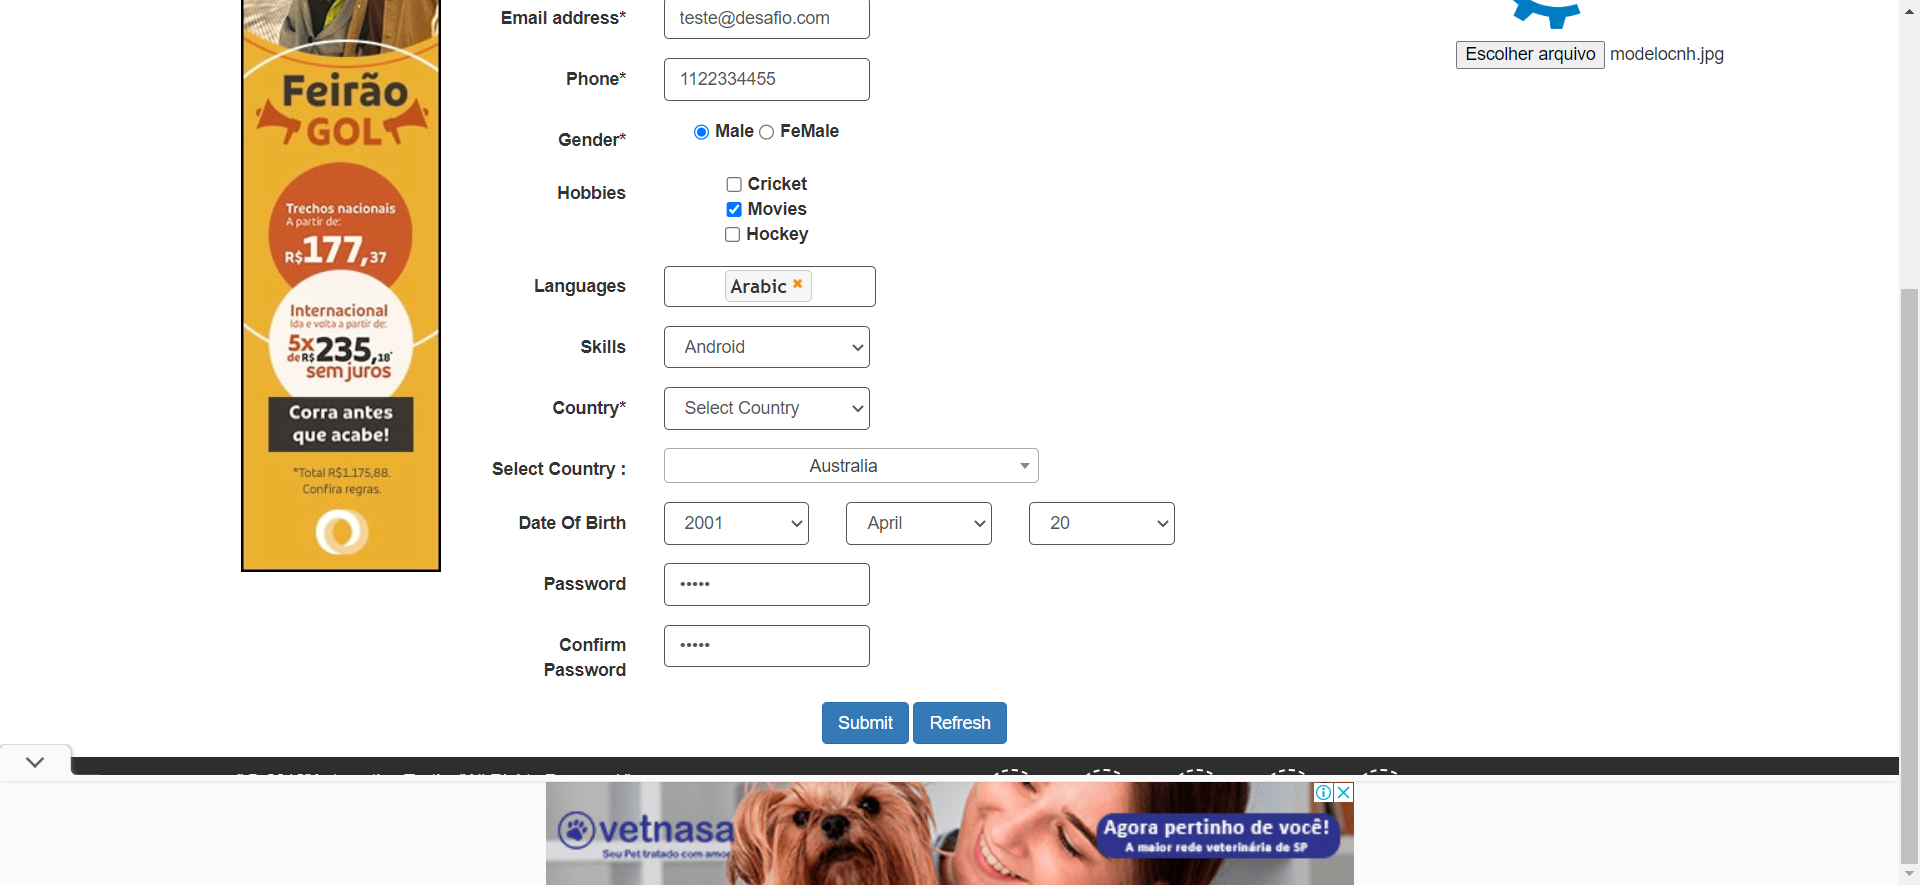 Email address*
teste@desafio.com
Escolher arquivo modelocnh.jpg
Phone*
1122334455
Gender*
Male FeMale
Hobbies
Cricket
Movies
Hockey
Languages
Arabic
Skills
Android
Country*
Select Country
Select Country :
Australia
Date Of Birth
2001 April 20
Password
•••••
Confirm
Password
•••••
Submit Refresh
Feirão
GOL
Trechos nacionais
A partir de:
R$177,37
Internacional
Ida e volta a partir de:
5x
de R$235,18*
sem juros
Corra antes
que acabe!
*Total R$1.175,88.
Confira regras.
vetnasa
Seu Pet tratado com amor
Agora pertinho de você!
A maior rede veterinária de SP